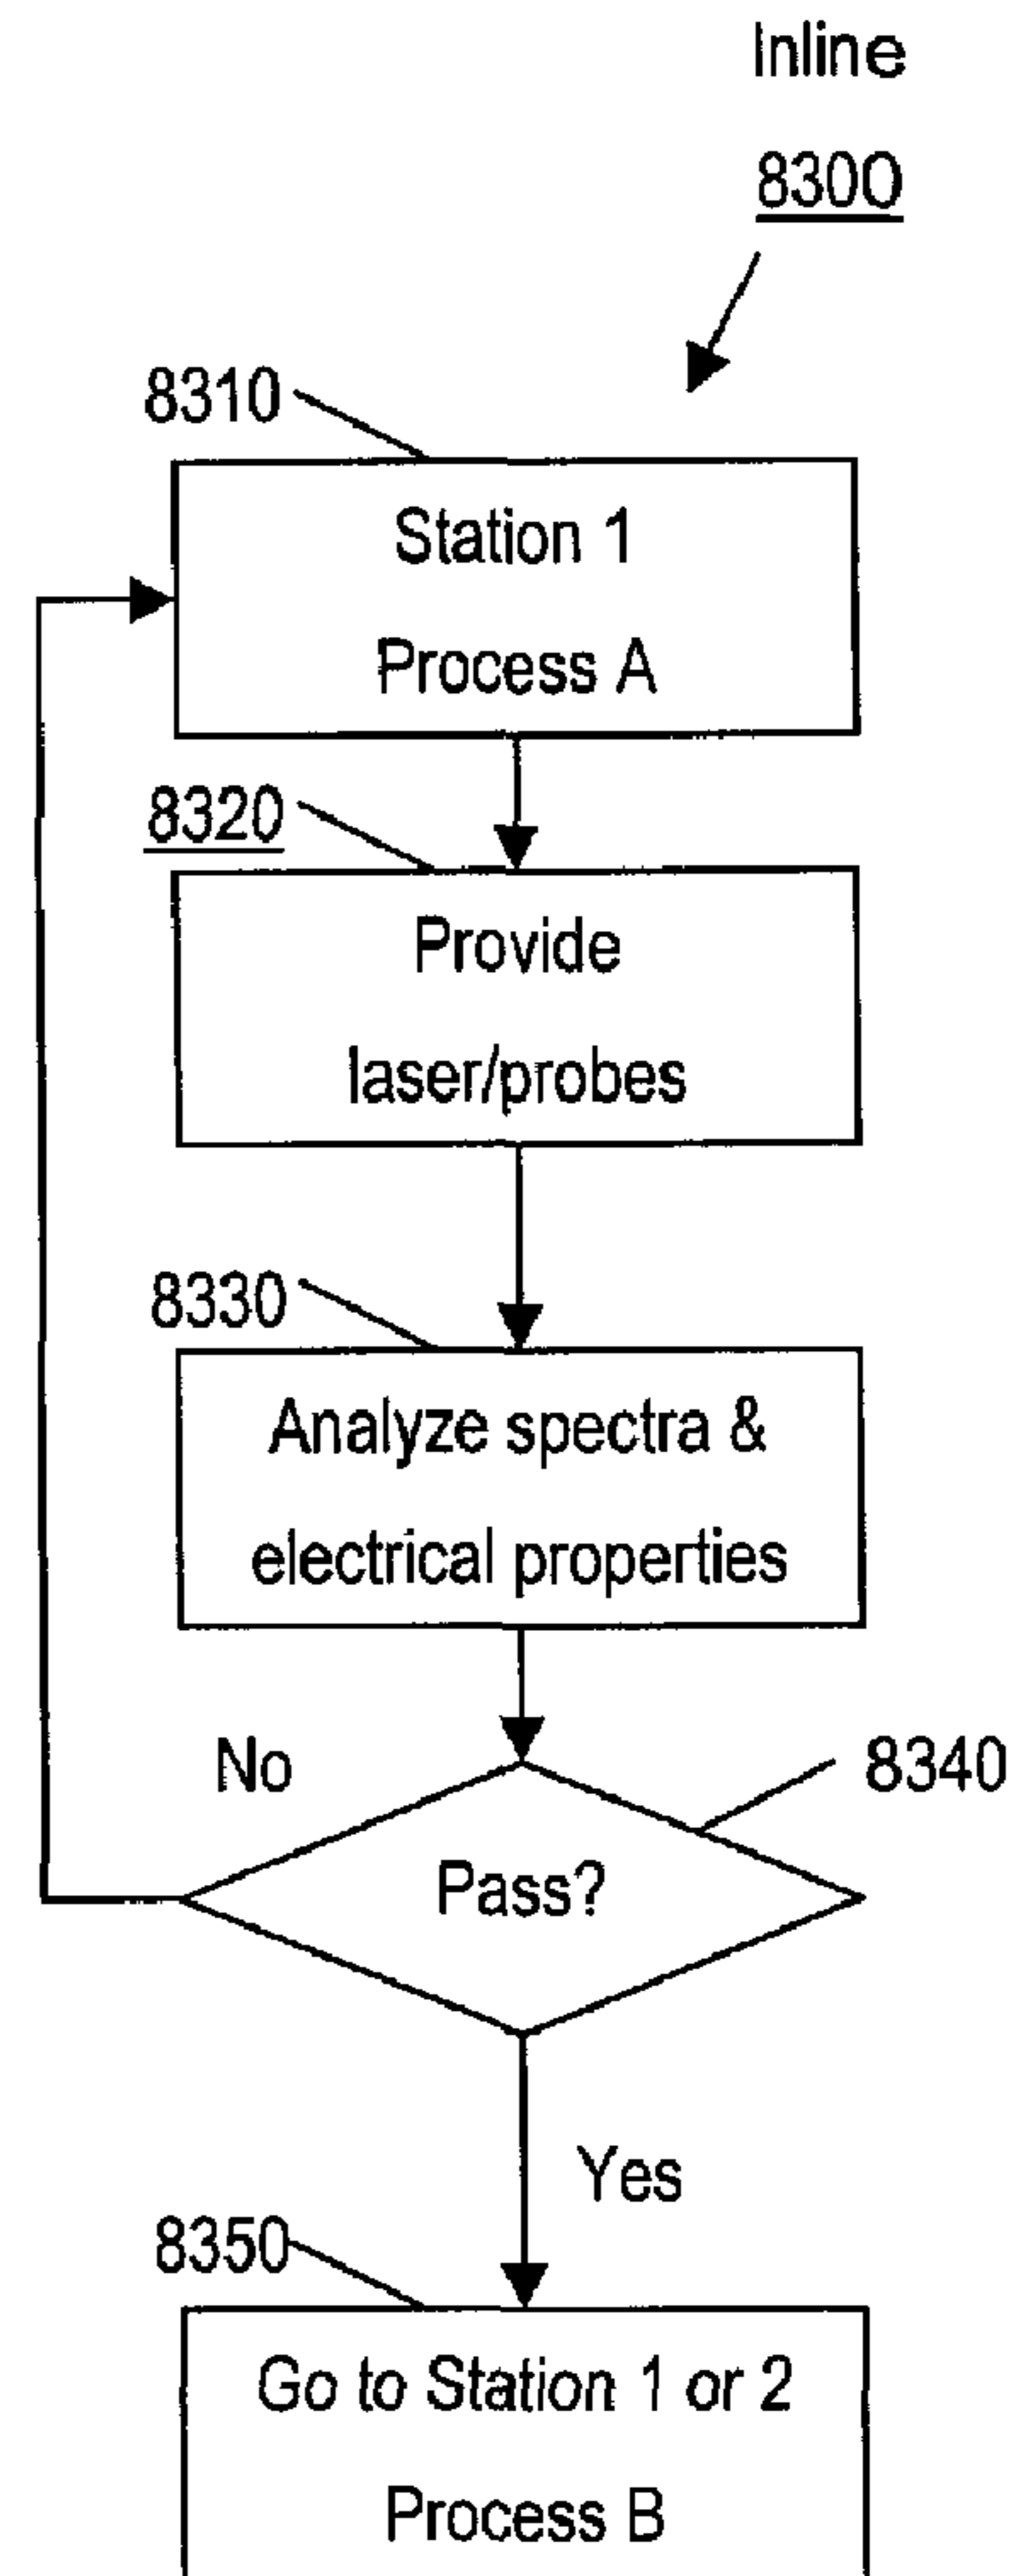 Inline
8300
8310
Station 1
Process A
8320
Provide
laser/probes
8330
Analyze spectra &
electrical properties
No
8340
Pass?
Yes
8350
Go to Station 1 or 2
Process B